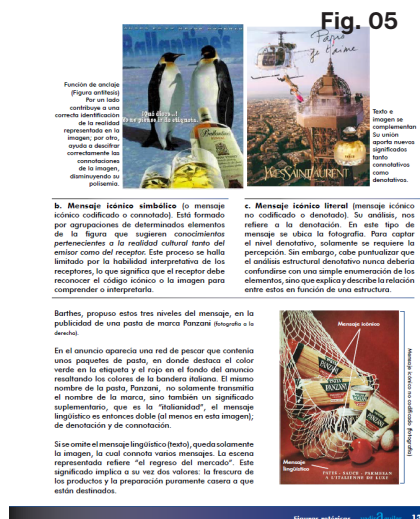 Fig. 05
Ballantine's
¡Qué clase...!
Paris
je t'aime
YVES SAINT LAURENT
Función de anclaje
(Figura antítesis)
Por un lado
contribuye a una
correcta identificación
de la realidad
representada en la
imagen; por otro,
ayuda a descifrar
correctamente las
connotaciones
de la imagen,
disminuyendo su
polisemia.
Texto e
imagen se
complementan
Su unión
aporta nuevos
significados
tanto
connotativos
como
denotativos.
b. Mensaje icónico simbólico (o mensaje
icónico codificado o connotado). Está formado
por agrupaciones de determinados elementos
de la figura que sugieren conocimientos
pertenecientes a la realidad cultural tanto del
emisor como del receptor. Este proceso se halla
limitado por la habilidad interpretativa de los
receptores, lo que significa que el receptor debe
reconocer el código icónico o la imagen para
comprender o interpretarla.
c. Mensaje icónico literal (mensaje icónico
no codificado o denotado). Su análisis, nos
refiere a la denotación. En este tipo de
mensaje se ubica la fotografía. Para captar
el nivel denotativo, solamente se requiere la
percepción. Sin embargo, cabe puntualizar que
el análisis estructural denotativo nunca debería
confundirse con una simple enumeración de los
elementos, sino que explica y describe la relación
entre estos en función de una estructura.
Barthes, propuso estos tres niveles del mensaje, en la
publicidad de una pasta de marca Panzani (fotografía a la
derecha).
En el anuncio aparecía una red de pescar que contenía
unos paquetes de pasta, en donde destaca el color
verde en la etiqueta y el rojo en el fondo del anuncio
resaltando los colores de la bandera italiana. El mismo
nombre de la pasta, Panzani, no solamente transmitía
el nombre de la marca, sino también un significado
suplementario, que es la "italianidad", el mensaje
lingüístico es entonces doble (al menos en esta imagen);
de denotación y de connotación.
Si se omite el mensaje lingüístico (texto), queda solamente
la imagen, la cual connota varios mensajes. La escena
representada refiere "el regreso del mercado". Este
significado implica a su vez dos valores: la frescura de
los productos y la preparación puramente casera a que
están destinados.
Mensaje icónico
PANZANI
PANZANI
Mensaje
lingüístico
PATES - SAUCE - PARMESAN
A L'ITALIENNE DE LUXE
Mensaje icónico no codificado (fotografía)
Figuras retóricas